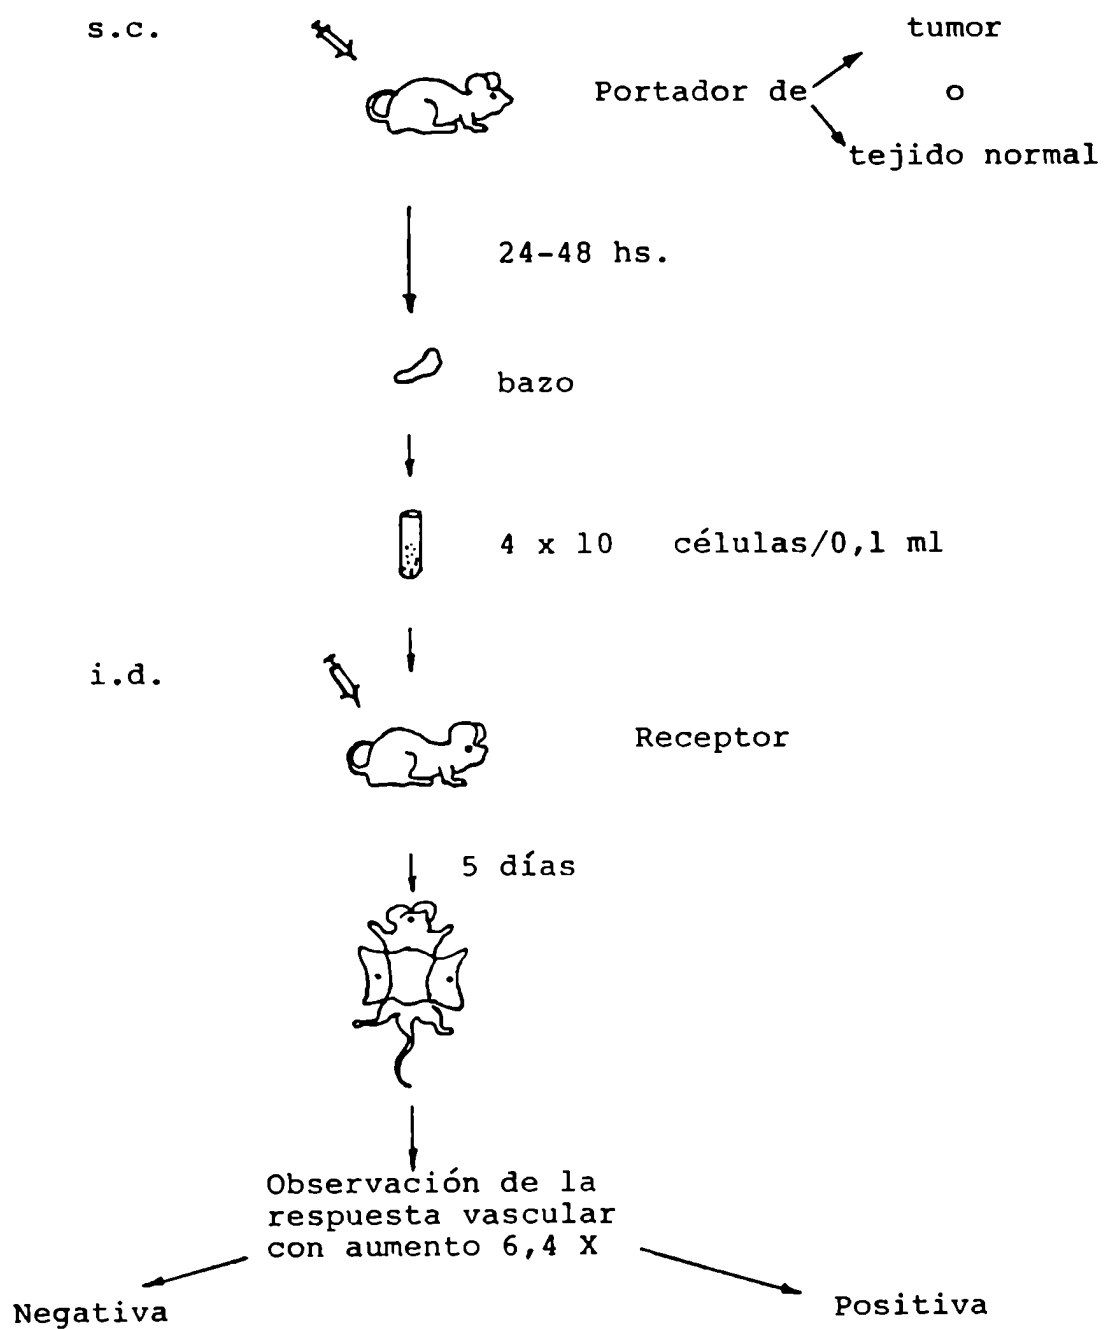 s.c.
tumor
Portador de
o
tejido normal
24-48 hs.
bazo
4 x 10 células/0,1 ml
i.d.
Receptor
5 días
Observación de la
respuesta vascular
con aumento 6,4 X
Negativa
Positiva